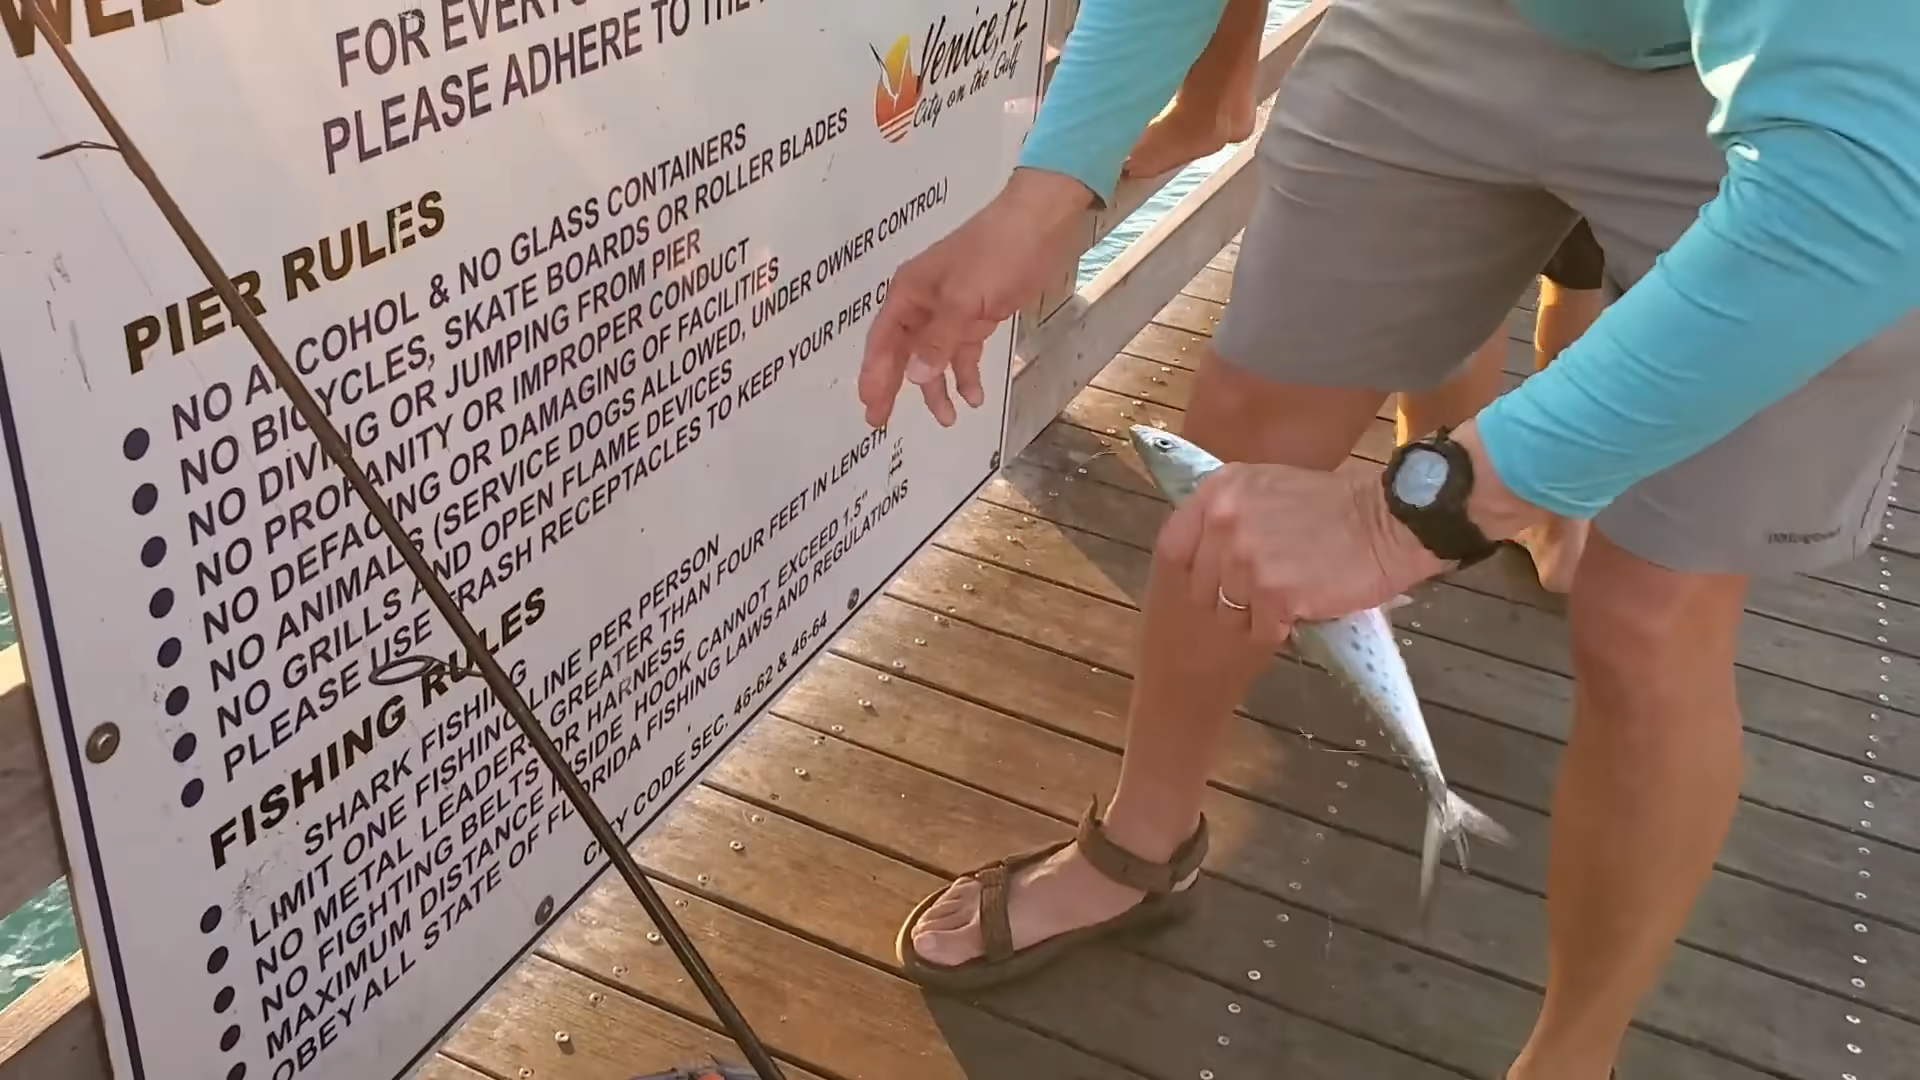 FOR
PLEASE ADHERE TO
Venice, FL
City on the Gulf
PIER RULES
NO ALCOHOL & NO GLASS CONTAINERS
NO BICYCLES, SKATE BOARDS OR ROLLER BLADES
NO DIVING OR JUMPING FROM PIER
NO PROFANITY OR IMPROPER CONDUCT
NO DEFACING OR DAMAGING OF FACILITIES
NO ANIMALS (SERVICE DOGS ALLOWED, UNDER OWNER CONTROL)
NO GRILLS AND OPEN FLAME DEVICES
PLEASE USE TRASH RECEPTACLES TO KEEP YOUR PIER
FISHING RULES
SHARK FISHING
LIMIT ONE FISHING LINE PER PERSON
NO METAL LEADERS GREATER THAN FOUR FEET IN LENGTH
NO FIGHTING BELTS OR HARNESS
MAXIMUM DISTANCE INSIDE HOOK CANNOT EXCEED 1.5"
OBEY ALL STATE OF FLORIDA FISHING LAWS AND REGULATIONS
CITY CODE SEC. 46-62 & 46-64